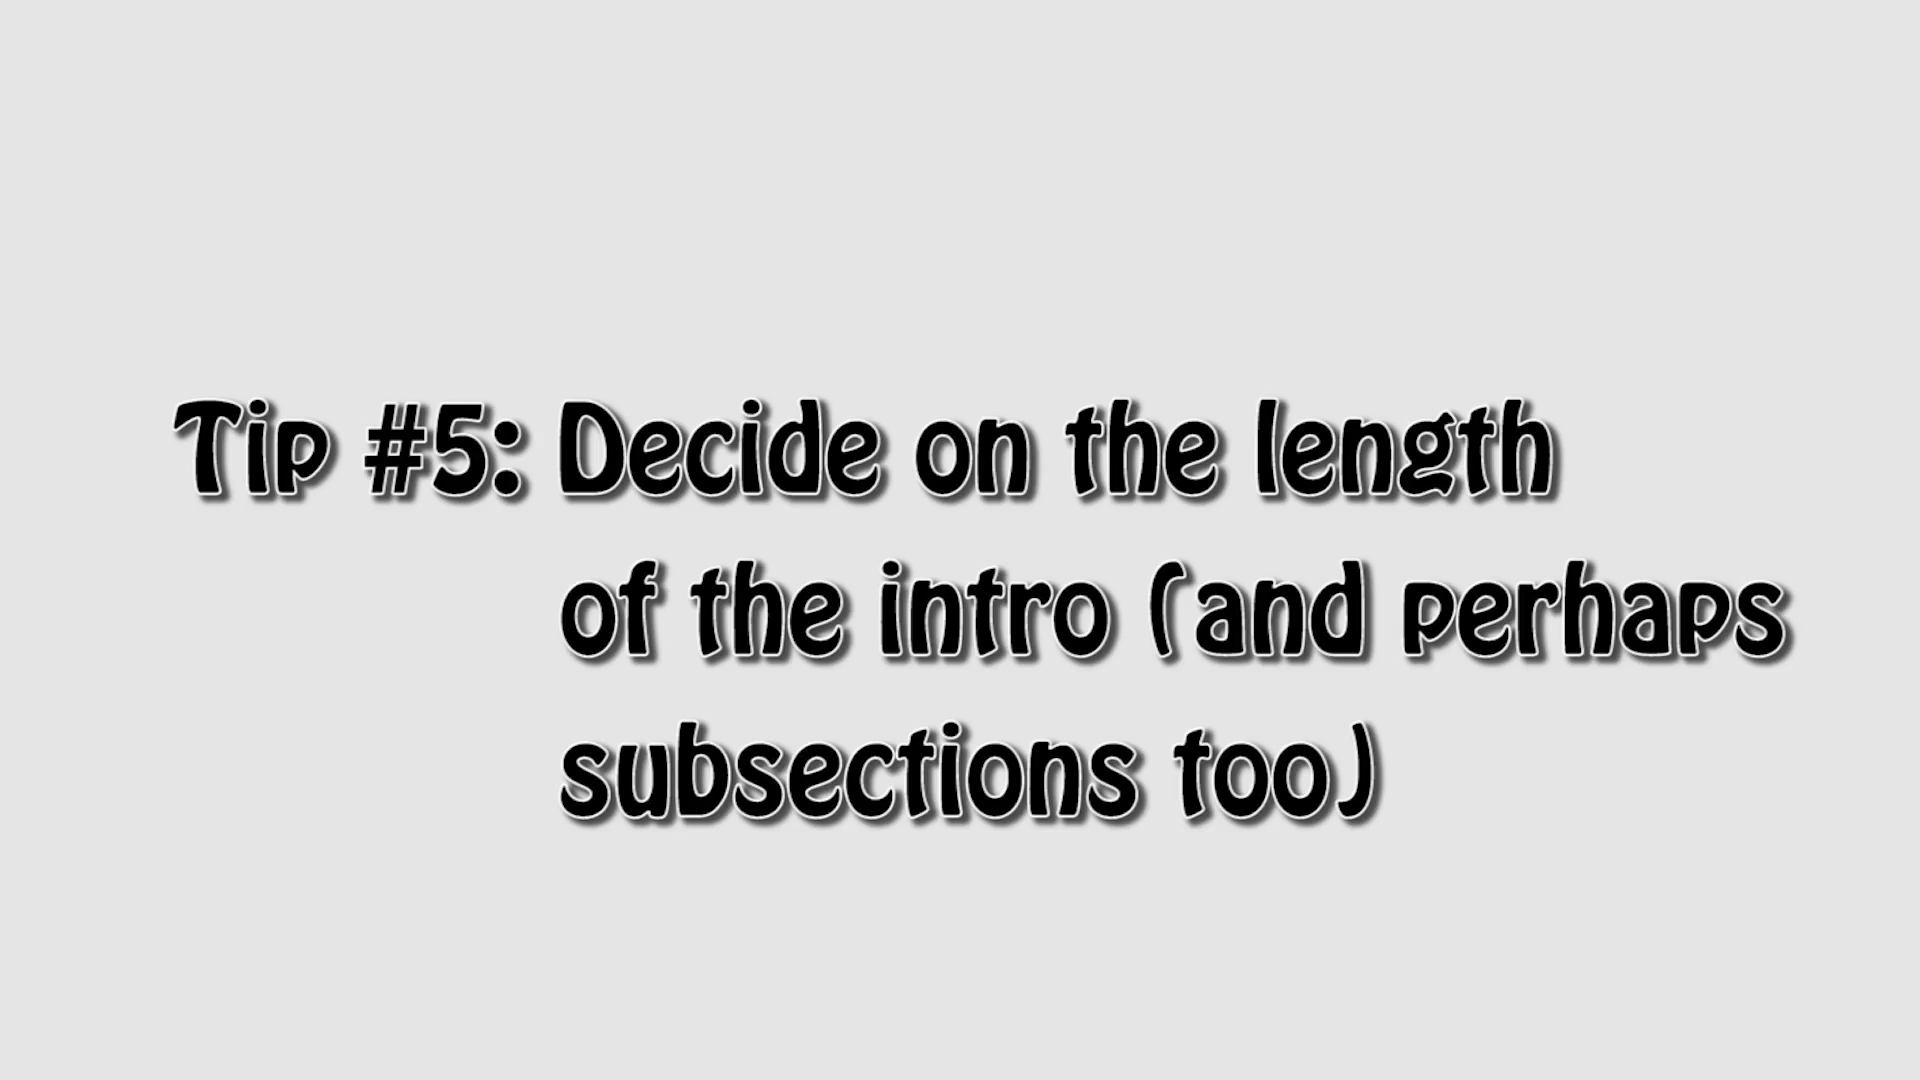 Tip #5: Decide on the length
of the intro (and perhaps
subsections too)